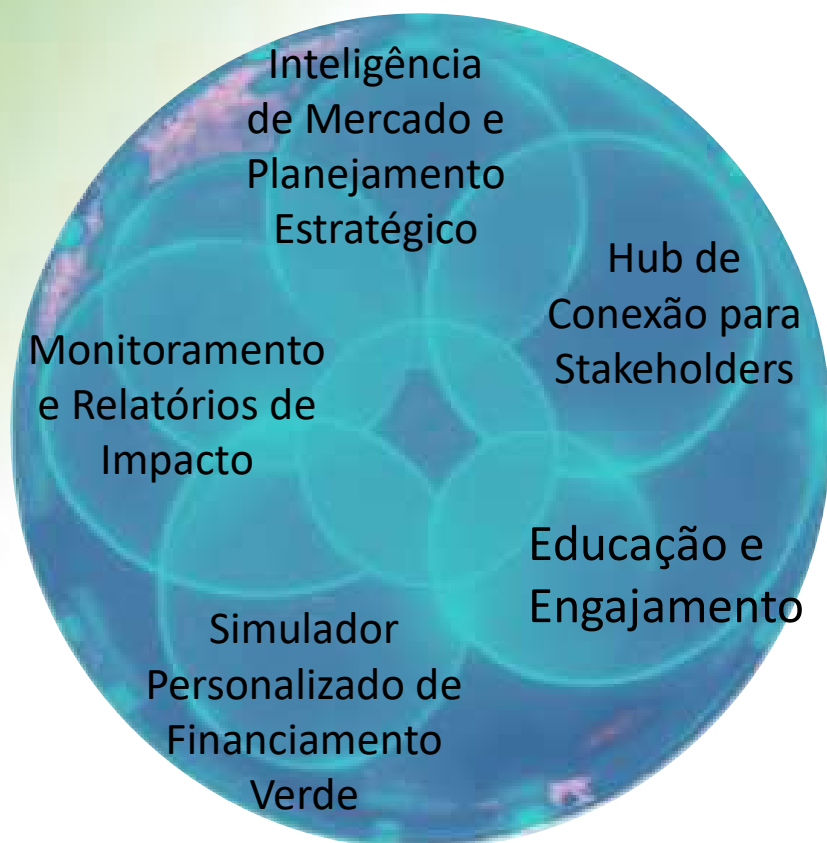 Inteligência
de Mercado e
Planejamento
Estratégico
Hub de
Conexão para
Stakeholders
Monitoramento
e Relatórios de
Impacto
Educação e
Engajamento
Simulador
Personalizado de
Financiamento
Verde